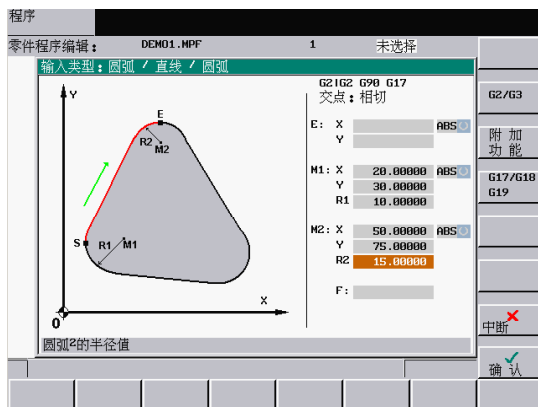 程序
零件程序编辑： DEMO1.MPF 1 未选择
输入类型：圆弧 / 直线 / 圆弧
G2|G2 G90 G17
交点：相切
Y
E
R2
M2
S
R1
M1
X
0
E: X ABS
Y
M1: X 20.00000 ABS
Y 30.00000
R1 10.00000
M2: X 50.00000 ABS
Y 75.00000
R2 15.00000
F:
圆弧2的半径值
G2/G3
附 加
功 能
G17/G18
G19
中断
确 认